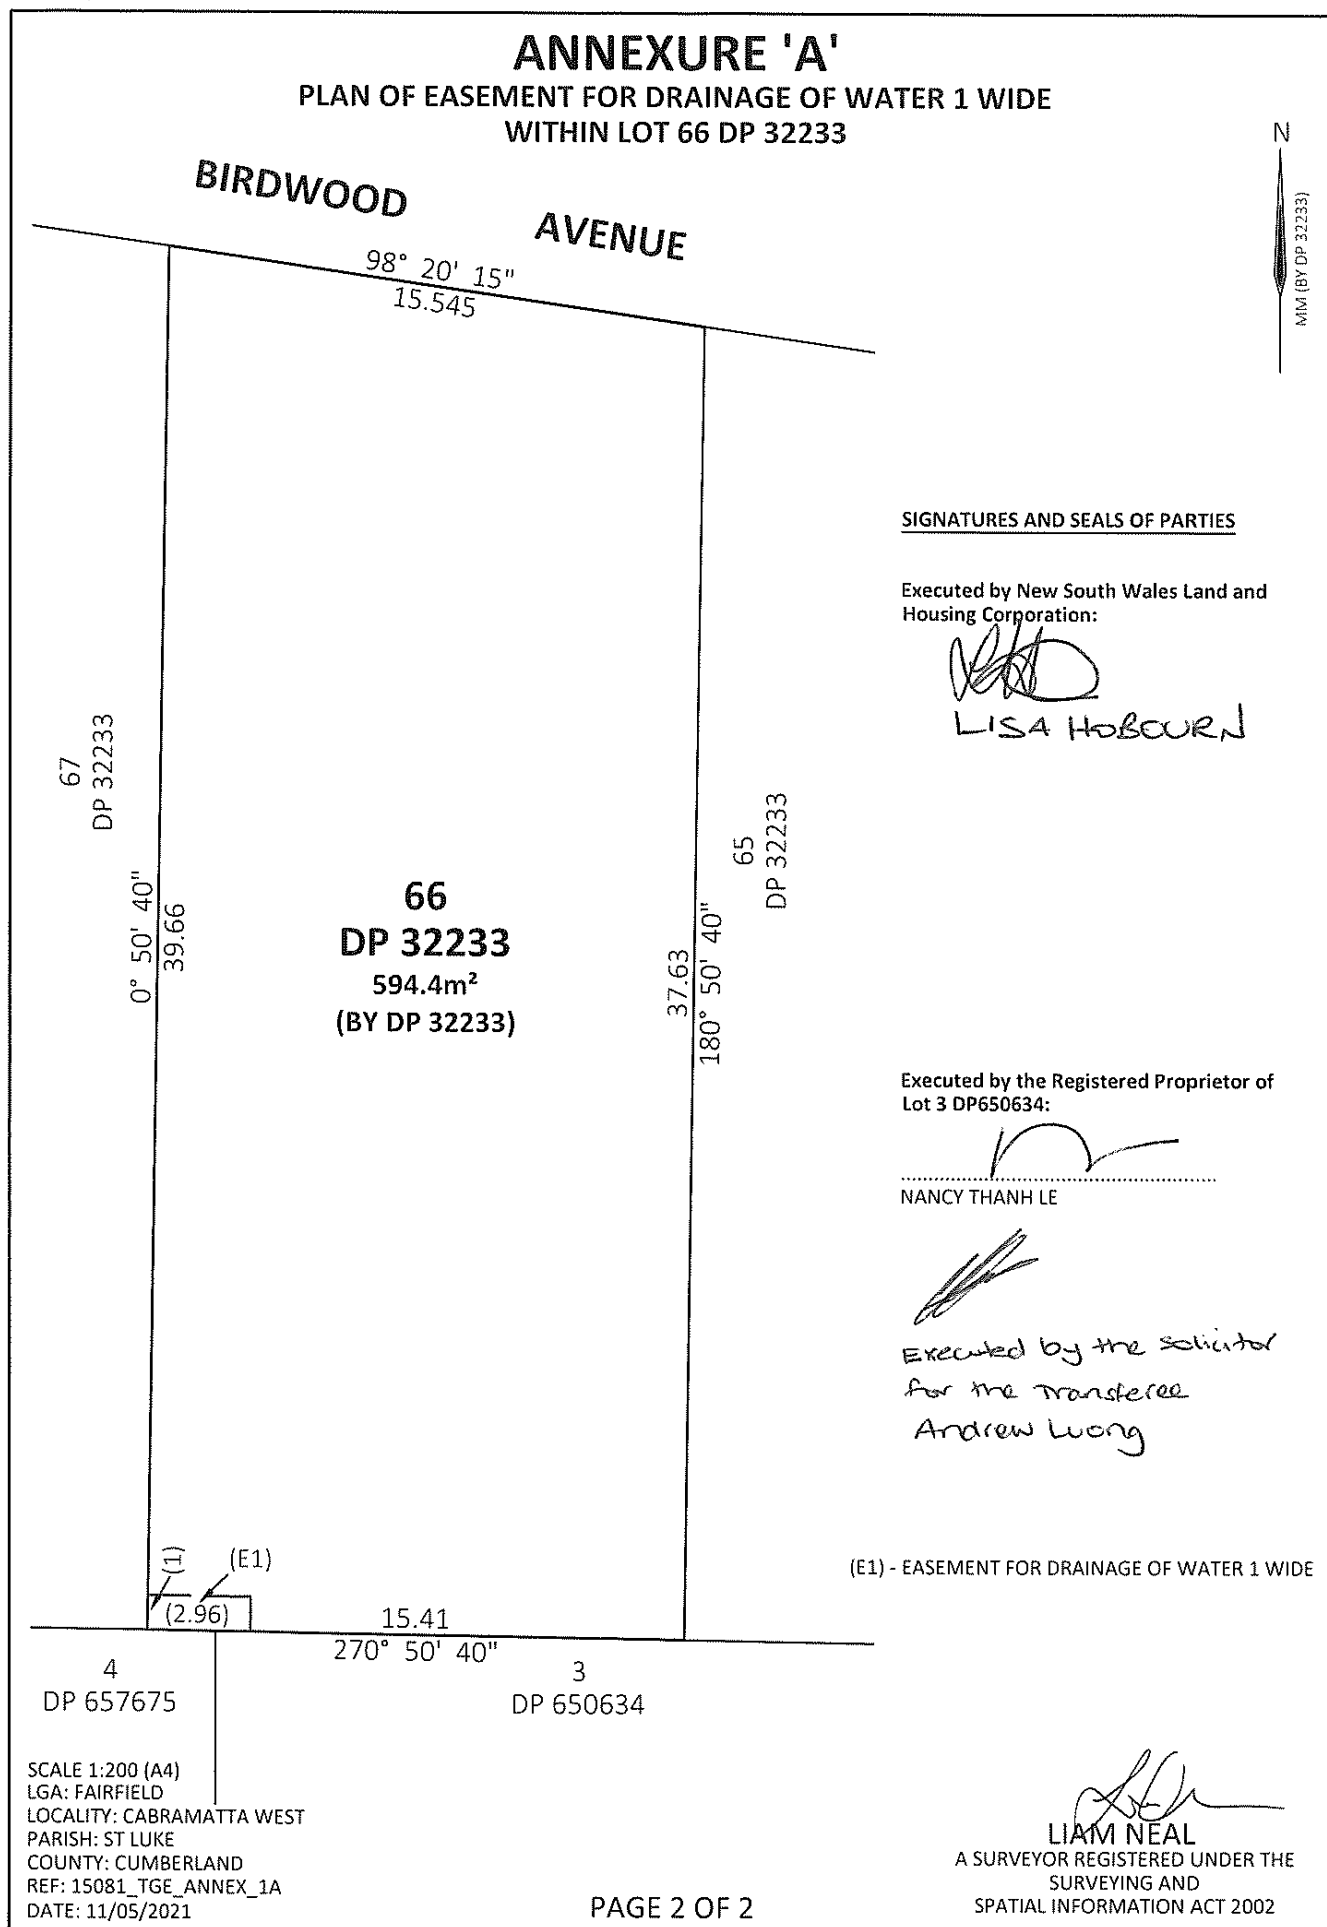 ANNEXURE 'A'
PLAN OF EASEMENT FOR DRAINAGE OF WATER 1 WIDE
WITHIN LOT 66 DP 32233
N
MM (BY DP 32233)
BIRDWOOD AVENUE
98° 20' 15"
15.545
SIGNATURES AND SEALS OF PARTIES
Executed by New South Wales Land and
Housing Corporation:
LISA HOBOURN
67
DP 32233
65
DP 32233
0° 50' 40"
39.66
66
DP 32233
594.4m²
(BY DP 32233)
37.63
180° 50' 40"
Executed by the Registered Proprietor of
Lot 3 DP650634:
NANCY THANH LE
Executed by the solicitor
for the Transferee
Andrew Luong
(1)
(E1)
(2.96)
(E1) - EASEMENT FOR DRAINAGE OF WATER 1 WIDE
15.41
270° 50' 40"
4
DP 657675
3
DP 650634
SCALE 1:200 (A4)
LGA: FAIRFIELD
LOCALITY: CABRAMATTA WEST
PARISH: ST LUKE
COUNTY: CUMBERLAND
REF: 15081_TGE_ANNEX_1A
DATE: 11/05/2021
PAGE 2 OF 2
LIAM NEAL
A SURVEYOR REGISTERED UNDER THE
SURVEYING AND
SPATIAL INFORMATION ACT 2002